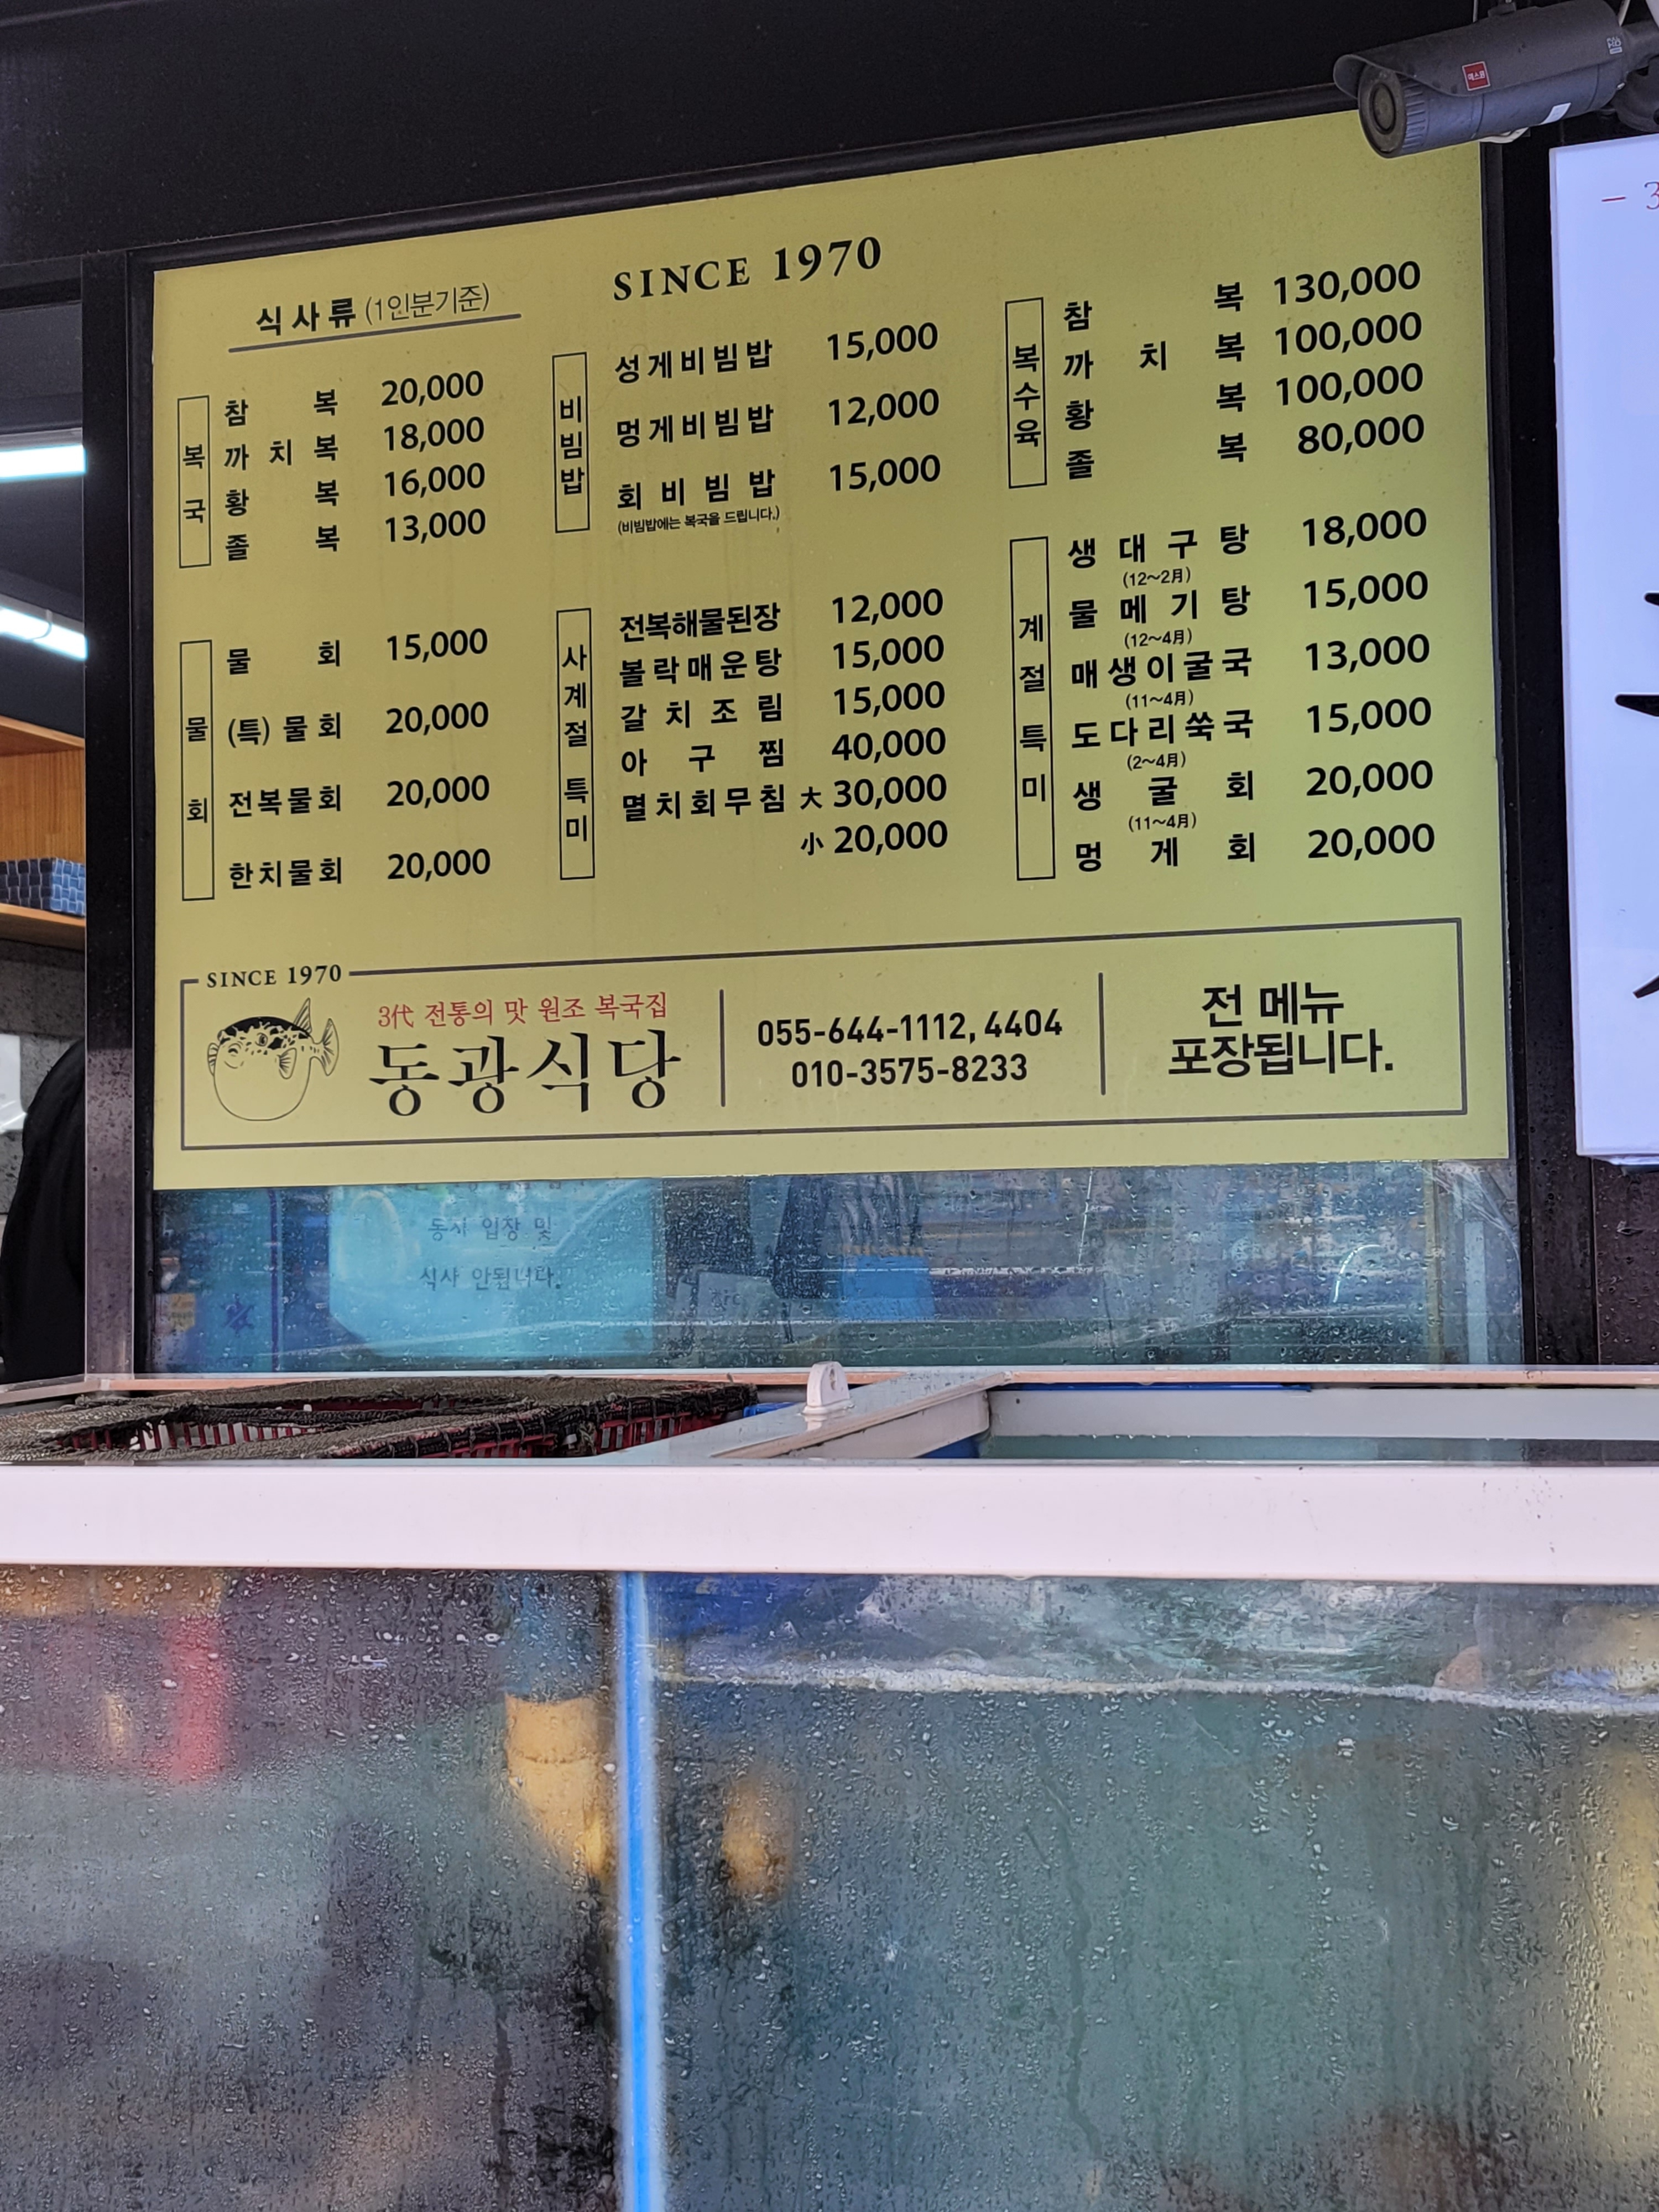 SINCE 1970
식사류 (1인분기준)
복국
참복 20,000
까치복 18,000
황복 16,000
졸복 13,000
물회
물회 15,000
(특)물회 20,000
전복물회 20,000
한치물회 20,000
비빔밥
성게비빔밥 15,000
멍게비빔밥 12,000
회비빔밥 15,000
(비빔밥에는 복국을 드립니다.)
사계절특미
전복해물된장 12,000
볼락매운탕 15,000
갈치조림 15,000
아구찜 40,000
멸치회무침 大 30,000
小 20,000
복수육
참복 130,000
까치복 100,000
황복 100,000
졸복 80,000
계절특미
생대구탕 18,000
(12~2月)
물메기탕 15,000
(12~4月)
매생이굴국 13,000
(11~4月)
도다리쑥국 15,000
(2~4月)
생굴회 20,000
(11~4月)
멍게회 20,000
SINCE 1970
3代 전통의 맛 원조 복국집
동광식당
055-644-1112, 4404
010-3575-8233
전 메뉴
포장됩니다.
동시 입장 및
식사 안됩니다.